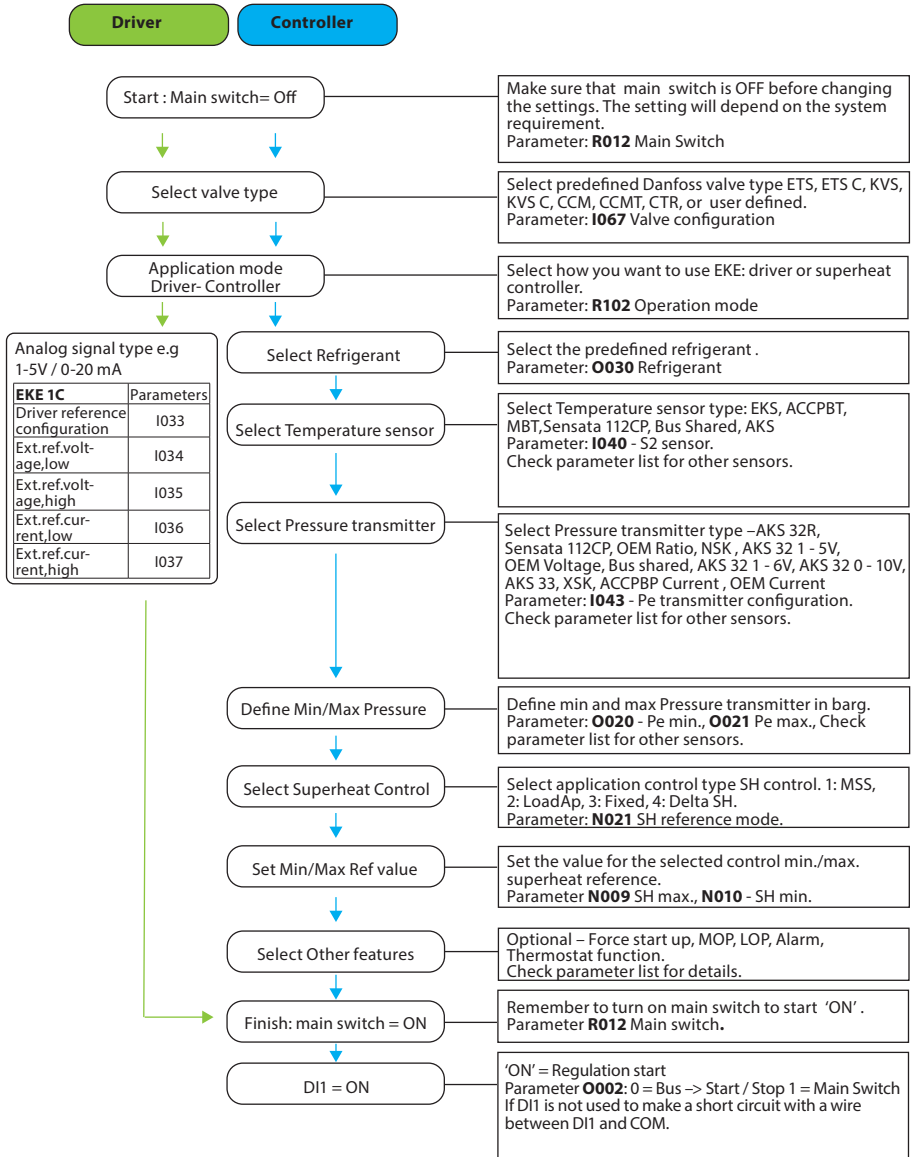 Driver
Controller
Start : Main switch= Off
Make sure that main switch is OFF before changing
the settings. The setting will depend on the system
requirement.
Parameter: R012 Main Switch
Select valve type
Select predefined Danfoss valve type ETS, ETS C, KVS,
KVS C, CCM, CCMT, CTR, or user defined.
Parameter: I067 Valve configuration
Application mode
Driver- Controller
Select how you want to use EKE: driver or superheat
controller.
Parameter: R102 Operation mode
Analog signal type e.g
1-5V / 0-20 mA
EKE 1C Parameters
Driver reference
configuration
I033
Ext.ref.volt-
age,low
I034
Ext.ref.volt-
age,high
I035
Ext.ref.cur-
rent,low
I036
Ext.ref.cur-
rent,high
I037
Select Refrigerant
Select the predefined refrigerant .
Parameter: O030 Refrigerant
Select Temperature sensor
Select Temperature sensor type: EKS, ACCPBT,
MBT,Sensata 112CP, Bus Shared, AKS
Parameter: I040 - S2 sensor.
Check parameter list for other sensors.
Select Pressure transmitter
Select Pressure transmitter type –AKS 32R,
Sensata 112CP, OEM Ratio, NSK , AKS 32 1 - 5V,
OEM Voltage, Bus shared, AKS 32 1 - 6V, AKS 32 0 - 10V,
AKS 33, XSK, ACCPBP Current , OEM Current
Parameter: I043 - Pe transmitter configuration.
Check parameter list for other sensors.
Define Min/Max Pressure
Define min and max Pressure transmitter in barg.
Parameter: O020 - Pe min., O021 Pe max., Check
parameter list for other sensors.
Select Superheat Control
Select application control type SH control. 1: MSS,
2: LoadAp, 3: Fixed, 4: Delta SH.
Parameter: N021 SH reference mode.
Set Min/Max Ref value
Set the value for the selected control min./max.
superheat reference.
Parameter N009 SH max., N010 - SH min.
Select Other features
Optional – Force start up, MOP, LOP, Alarm,
Thermostat function.
Check parameter list for details.
Finish: main switch = ON
Remember to turn on main switch to start 'ON' .
Parameter R012 Main switch.
DI1 = ON
'ON' = Regulation start
Parameter O002: 0 = Bus –> Start / Stop 1 = Main Switch
If DI1 is not used to make a short circuit with a wire
between DI1 and COM.